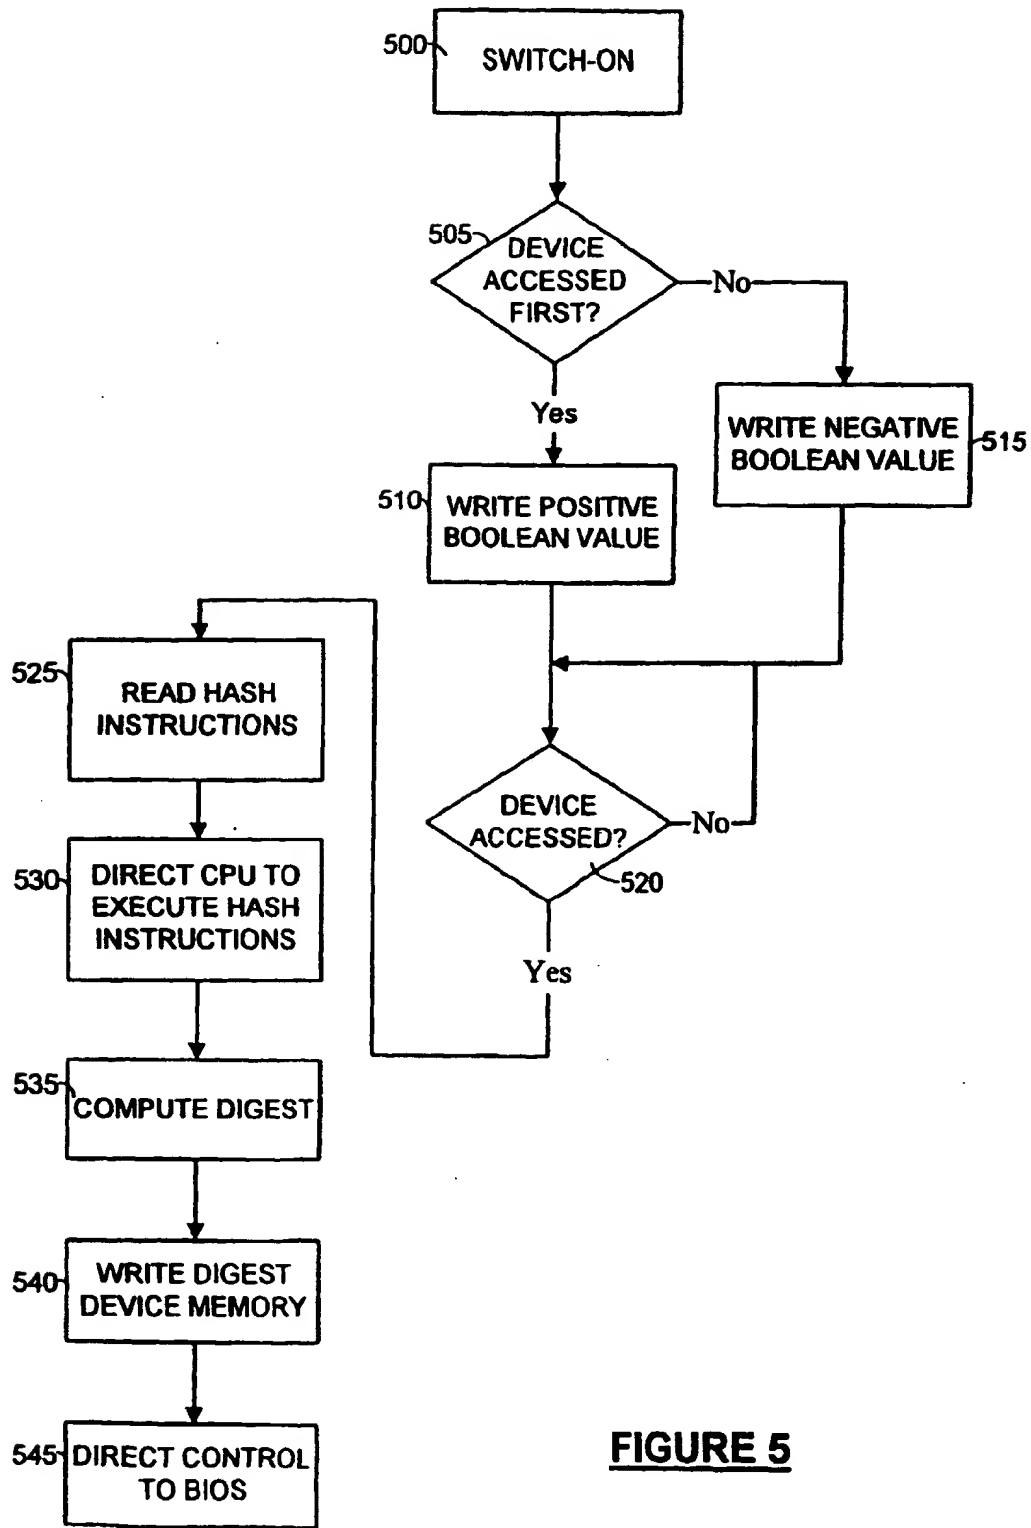 500
SWITCH-ON
505
DEVICE
ACCESSED
FIRST?
No
Yes
WRITE NEGATIVE
BOOLEAN VALUE
515
510
WRITE POSITIVE
BOOLEAN VALUE
DEVICE
ACCESSED?
No
520
Yes
525
READ HASH
INSTRUCTIONS
530
DIRECT CPU TO
EXECUTE HASH
INSTRUCTIONS
535
COMPUTE DIGEST
540
WRITE DIGEST
DEVICE MEMORY
545
DIRECT CONTROL
TO BIOS
FIGURE 5